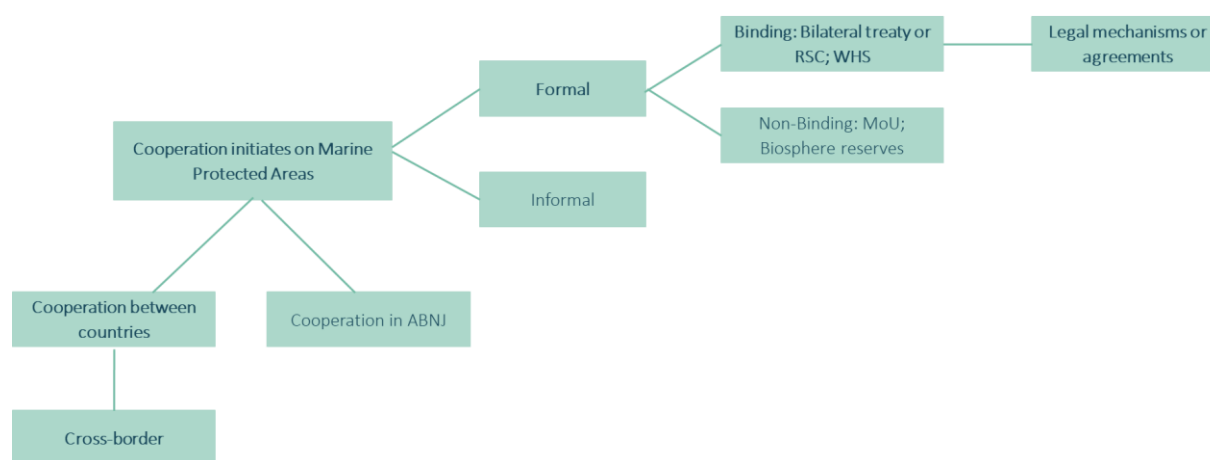 Binding: Bilateral treaty or
RSC; WHS
Legal mechanisms or
agreements
Formal
Non-Binding: MoU;
Biosphere reserves
Cooperation initiates on Marine
Protected Areas
Informal
Cooperation between
countries
Cooperation in ABNJ
Cross-border